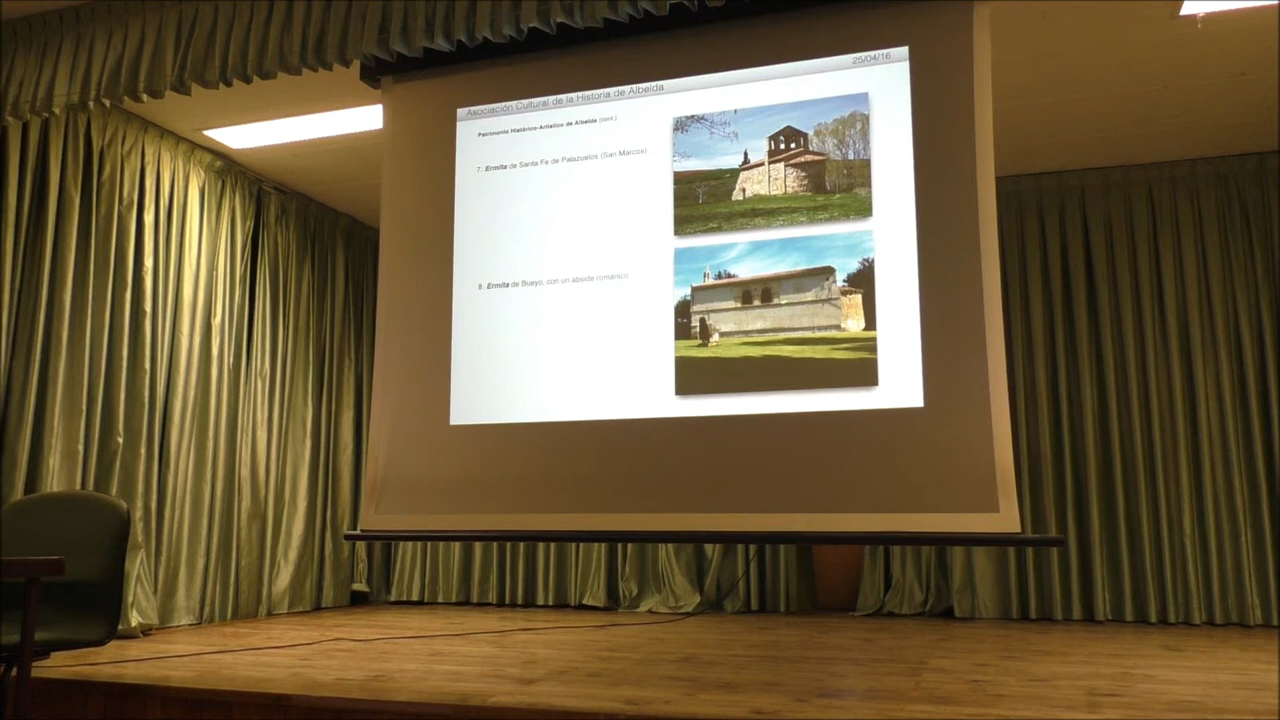 25/04/16
Asociación Cultural de la Historia de Albelda
Patrimonio Histórico-Artístico de Albelda (cont.)
7. Ermita de Santa Fe de Palazuelos (San Marcos)
8. Ermita de Bueyo, con un ábside románico